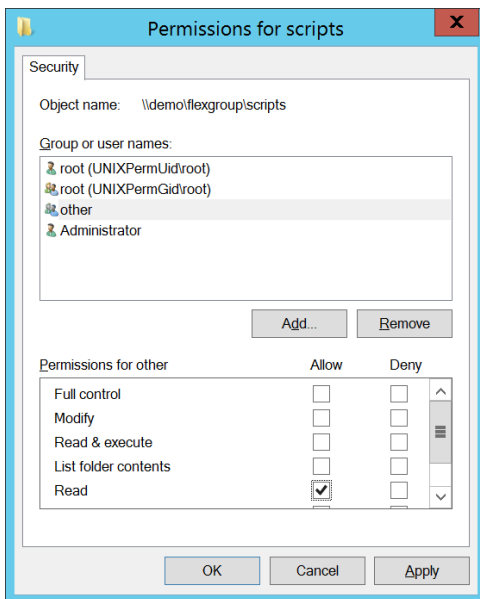 Permissions for scripts
X
Security
Object name: \\demo\flexgroup\scripts
Group or user names:
root (UNIXPermUid\root)
root (UNIXPermGid\root)
other
Administrator
Add... Remove
Permissions for other Allow Deny
Full control
Modify
Read & execute
List folder contents
Read
OK Cancel Apply